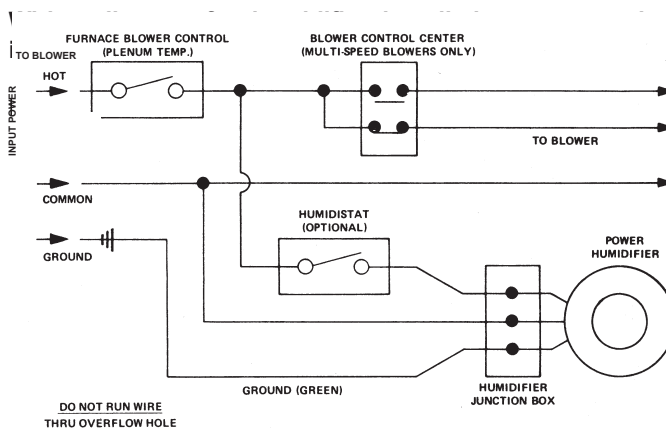 FURNACE BLOWER CONTROL
(PLENUM TEMP.)
BLOWER CONTROL CENTER
(MULTI-SPEED BLOWERS ONLY)
TO BLOWER
HOT
INPUT POWER
TO BLOWER
COMMON
HUMIDISTAT
(OPTIONAL)
GROUND
POWER
HUMIDIFIER
GROUND (GREEN)
HUMIDIFIER
JUNCTION BOX
DO NOT RUN WIRE
THRU OVERFLOW HOLE